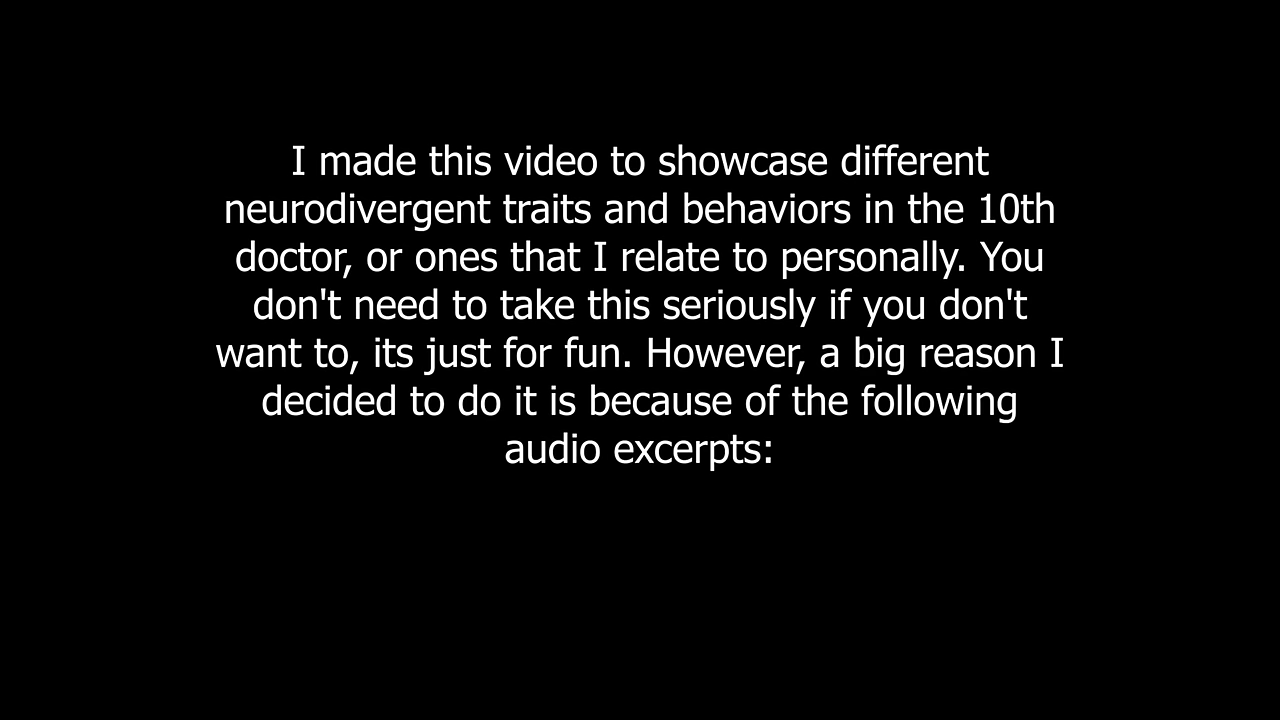 I made this video to showcase different
neurodivergent traits and behaviors in the 10th
doctor, or ones that I relate to personally. You
don't need to take this seriously if you don't
want to, its just for fun. However, a big reason I
decided to do it is because of the following
audio excerpts: